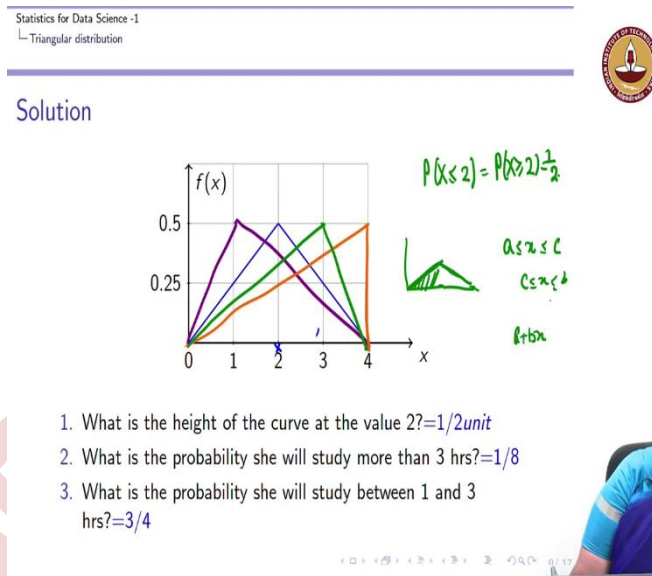 Statistics for Data Science -1
Triangular distribution
Solution
f(x)
P(X≤2) = P(X≥2) = 1/2
0.5
a≤x≤c
c≤x≤b
0.25
a+bx
0 1 2 3 4 x
1. What is the height of the curve at the value 2?=1/2unit
2. What is the probability she will study more than 3 hrs?=1/8
3. What is the probability she will study between 1 and 3
hrs?=3/4